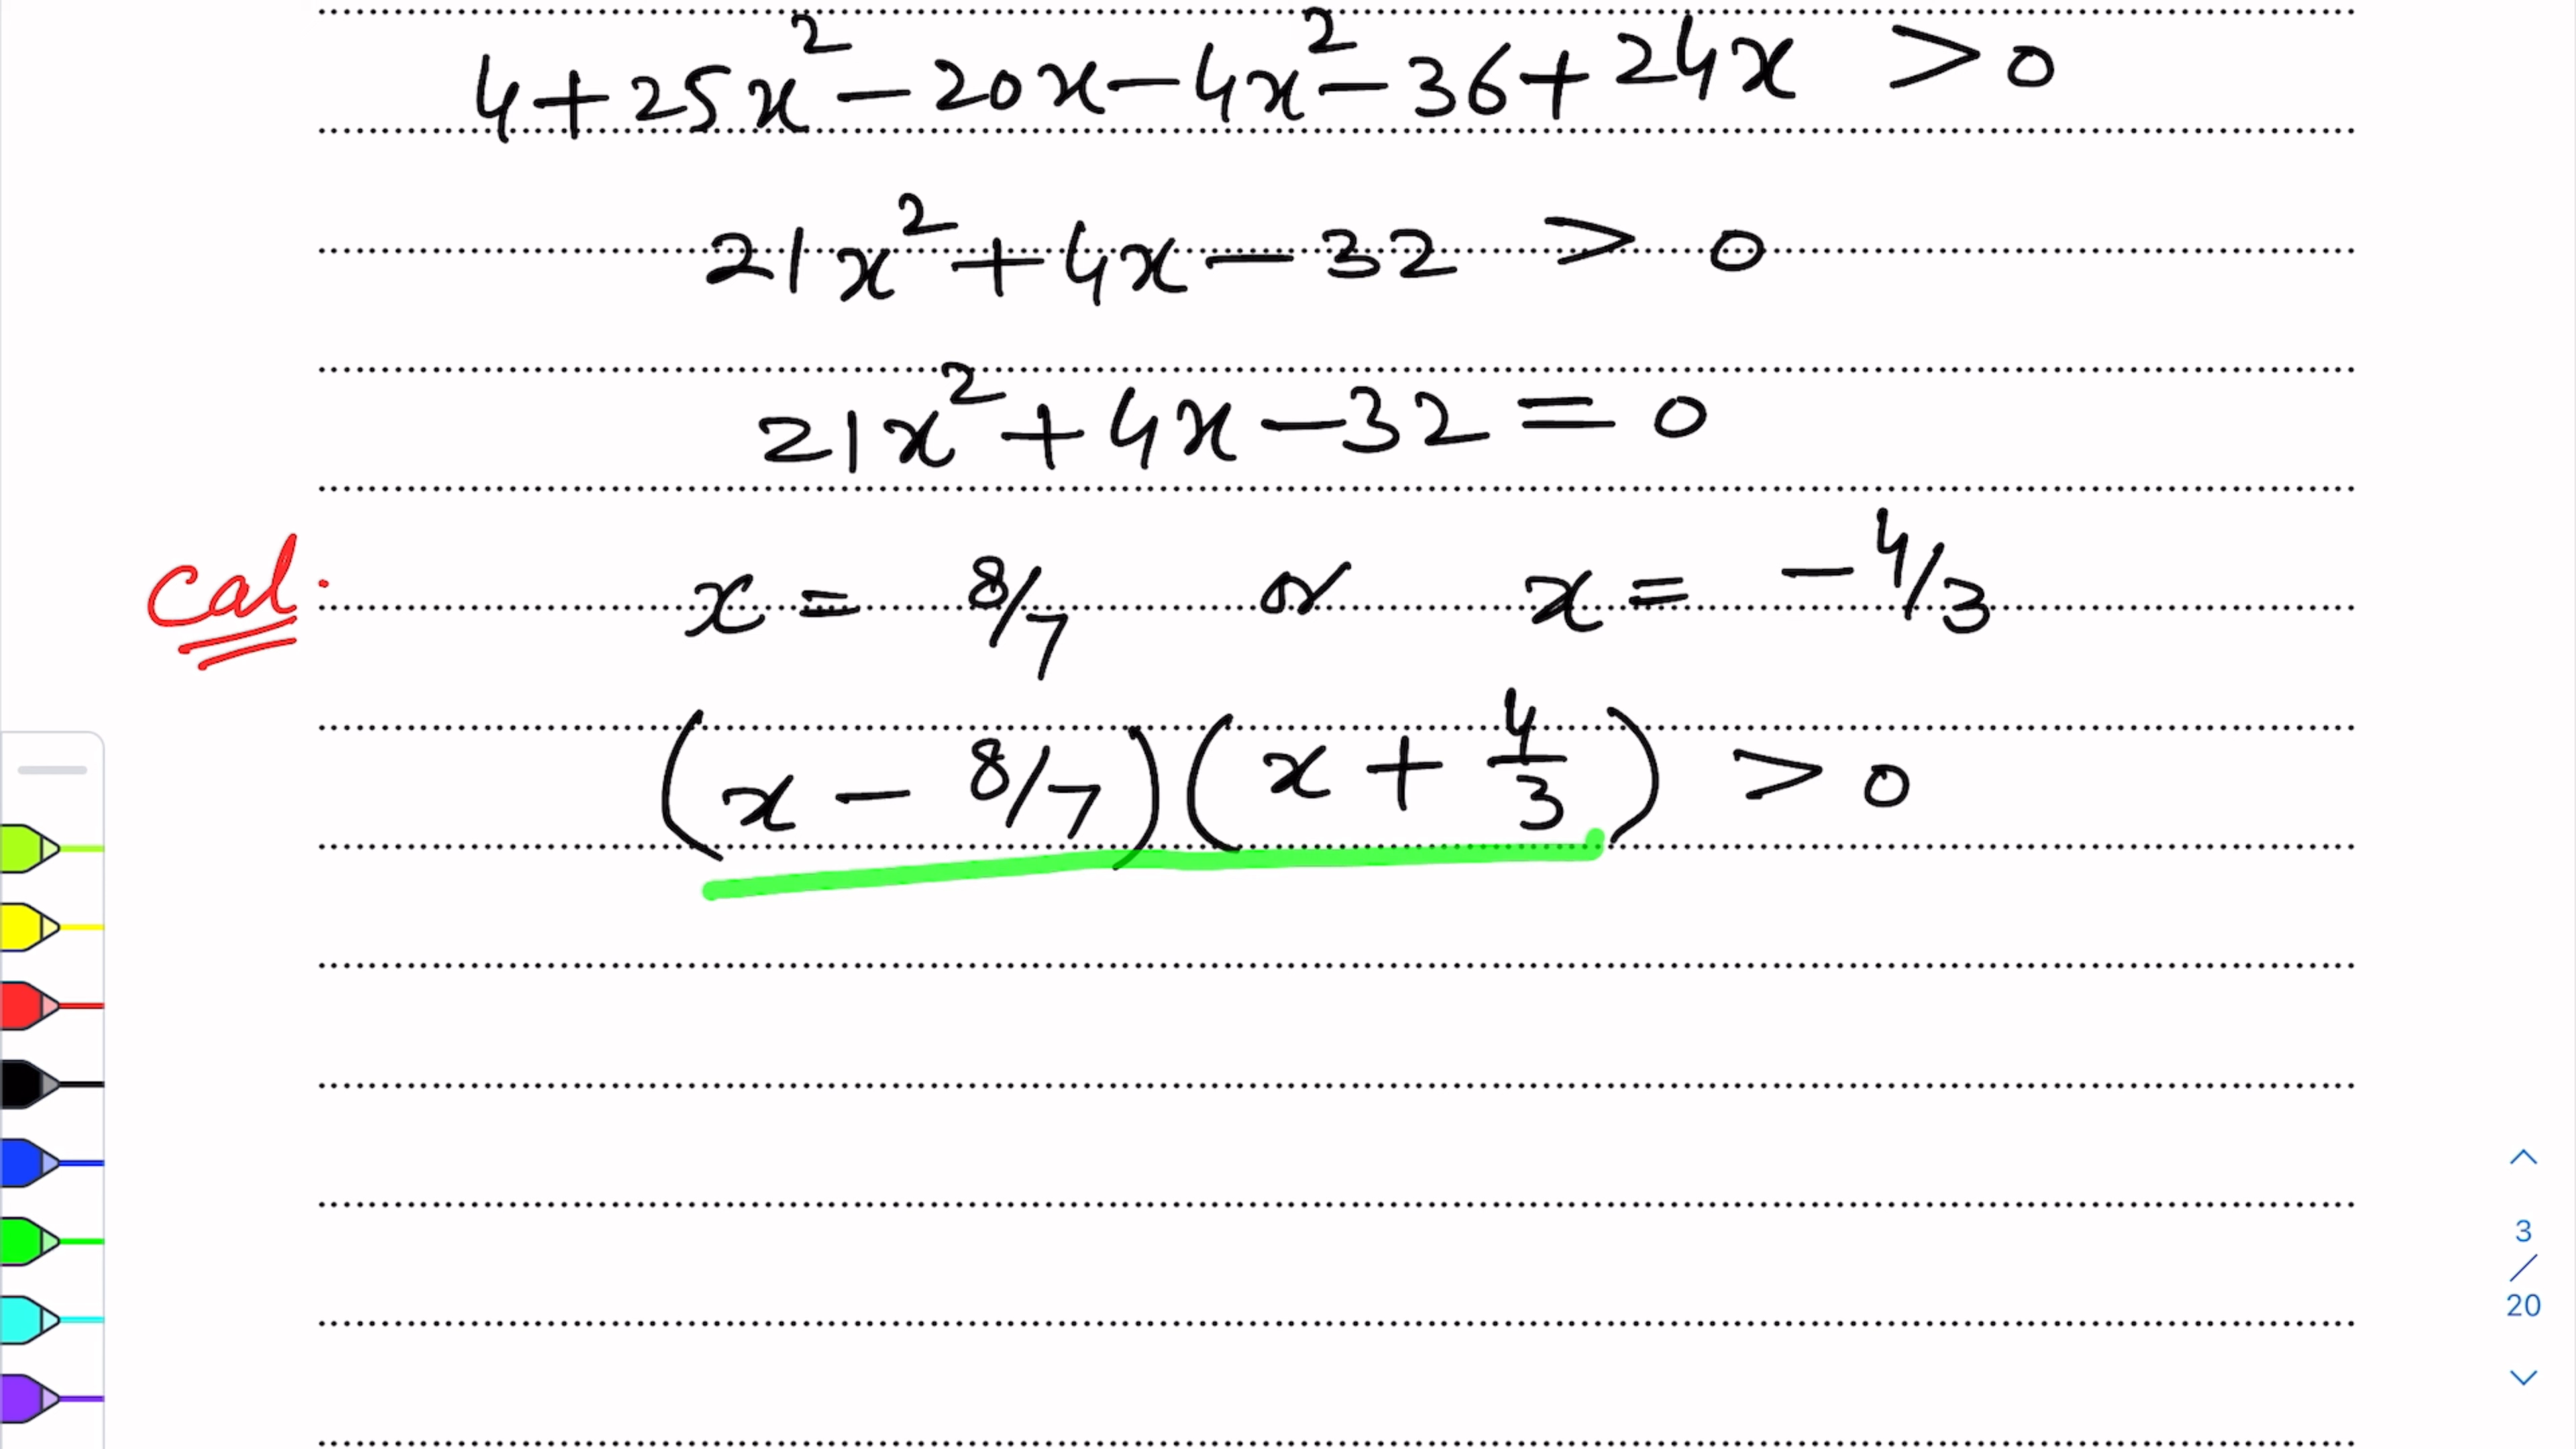 4+25x²-20x-4x²-36+24x > 0
21x²+4x-32 > 0
21x²+4x-32 = 0
Cal. x = 8/7 or x = -4/3
(x - 8/7)(x + 4/3) > 0
3
/
20